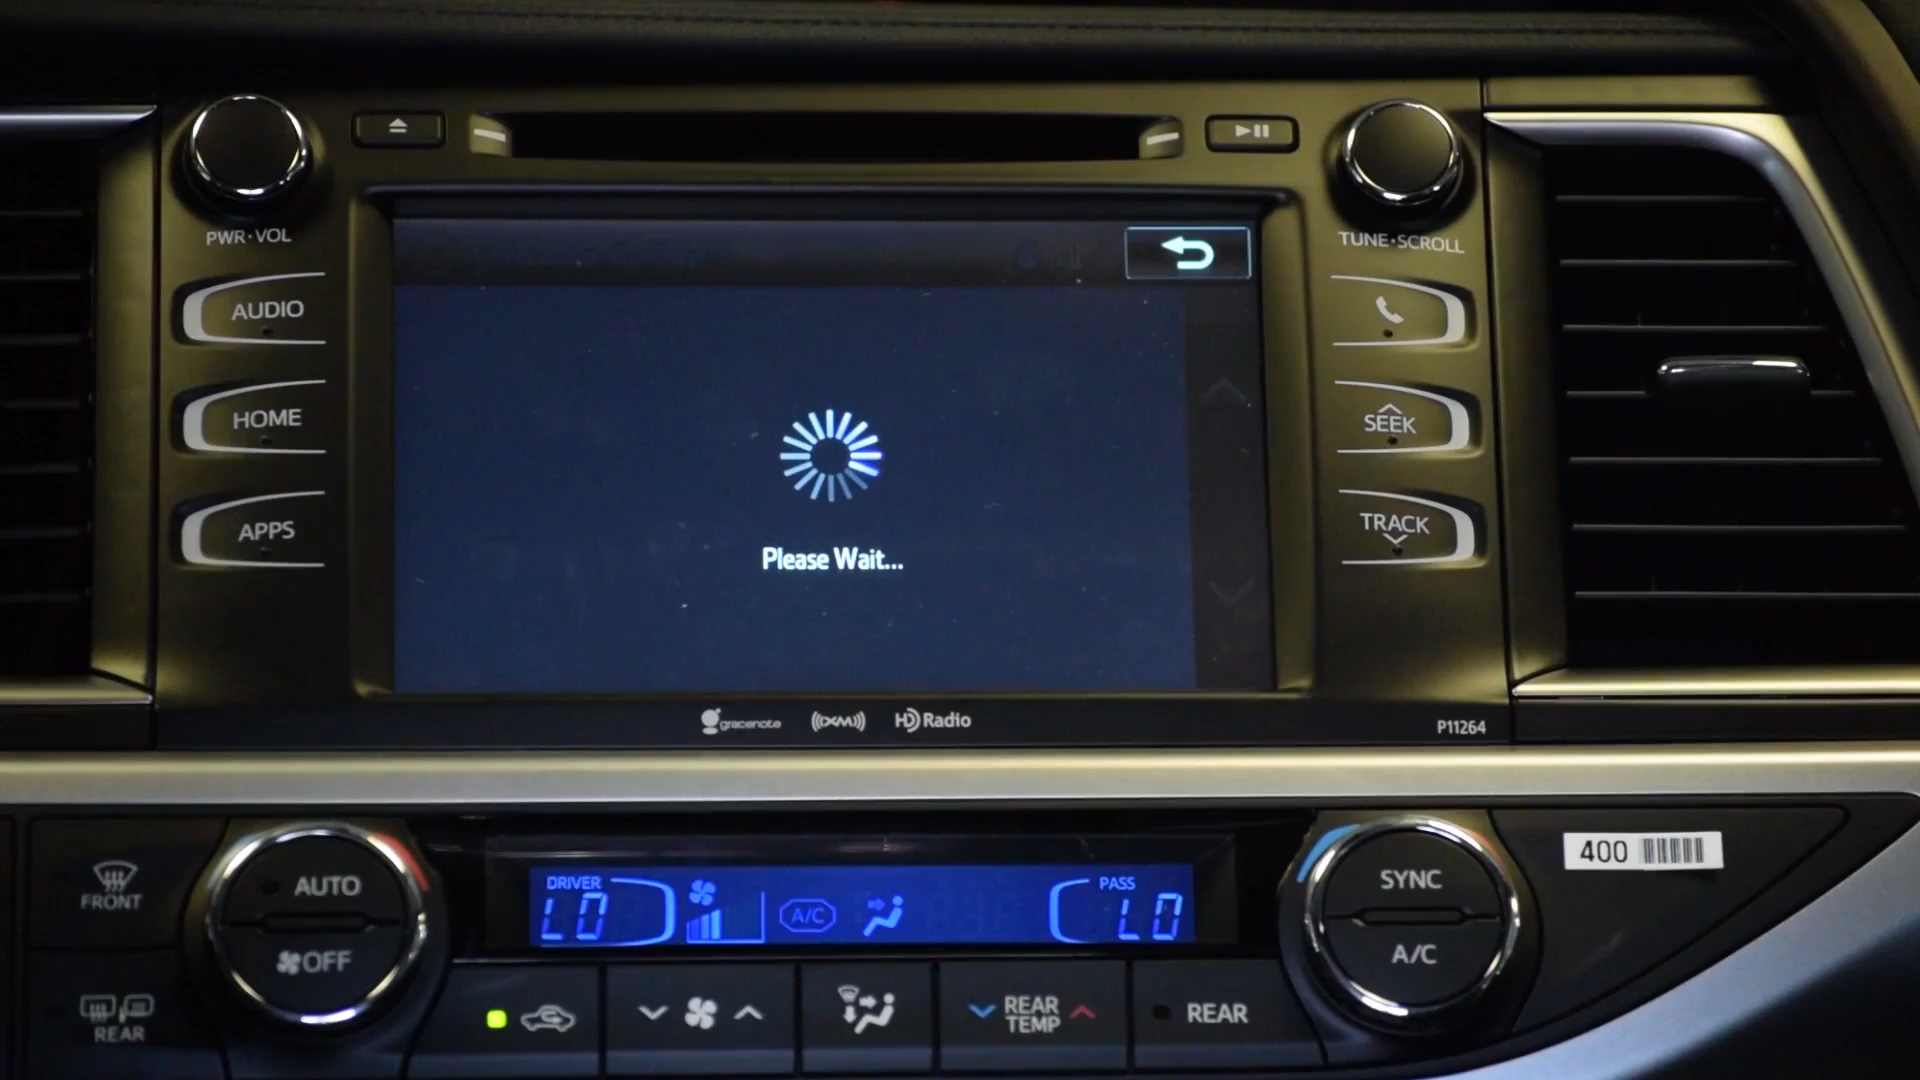 PWR·VOL
TUNE·SCROLL
AUDIO
HOME
SEEK
APPS
TRACK
Please Wait...
gracenote
((XM))
HD Radio
P11264
FRONT
AUTO
OFF
DRIVER
LO
A/C
PASS
LO
SYNC
A/C
400
REAR
REAR
TEMP
REAR